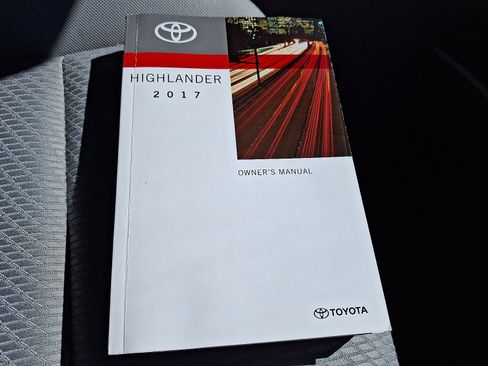 HIGHLANDER
2017
OWNER'S MANUAL
TOYOTA